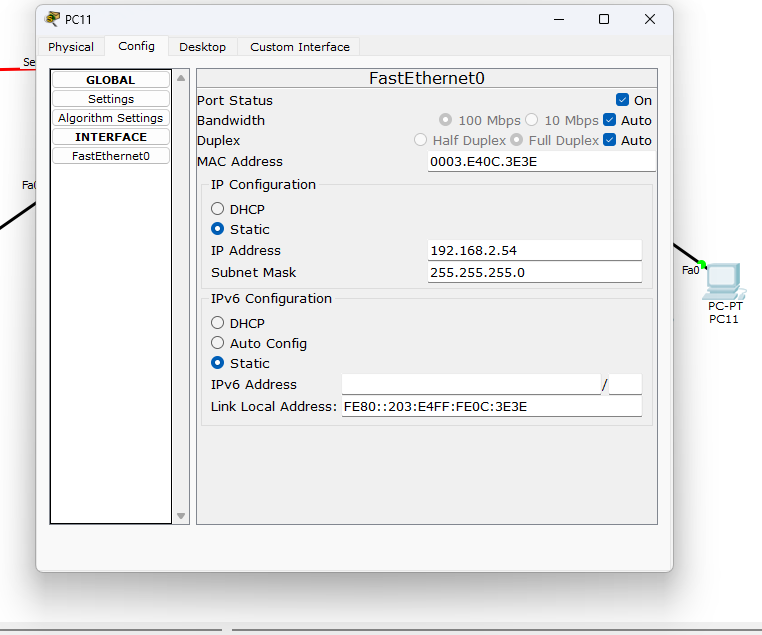 PC11
Physical Config Desktop Custom Interface
Se
GLOBAL
Settings
Algorithm Settings
INTERFACE
FastEthernet0
FastEthernet0
Port Status On
Bandwidth 100 Mbps 10 Mbps Auto
Duplex Half Duplex Full Duplex Auto
MAC Address 0003.E40C.3E3E
IP Configuration
DHCP
Static
IP Address 192.168.2.54
Subnet Mask 255.255.255.0
IPv6 Configuration
DHCP
Auto Config
Static
IPv6 Address /
Link Local Address: FE80::203:E4FF:FE0C:3E3E
Fa0
PC-PT
PC11